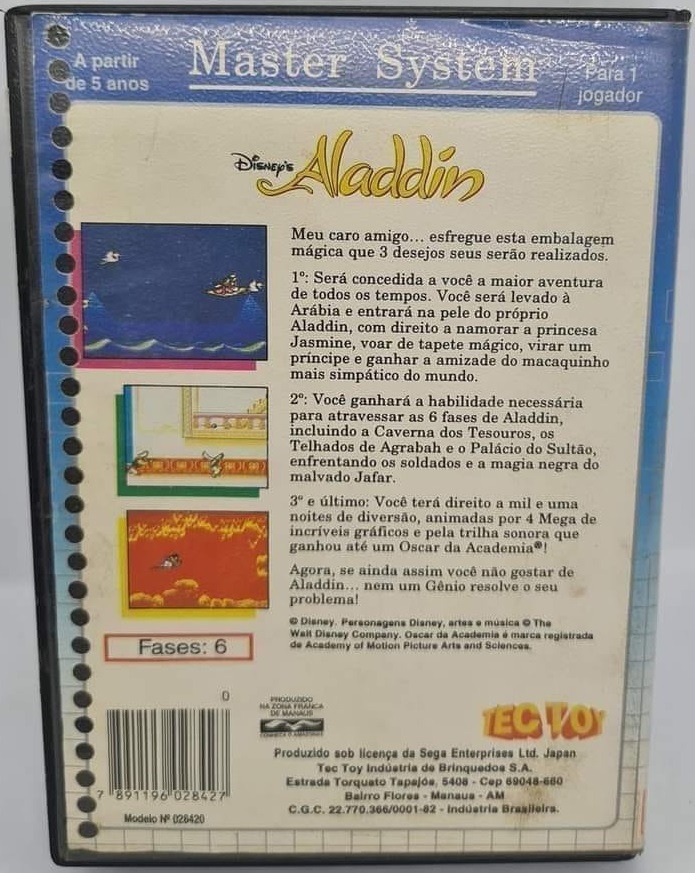 A partir
de 5 anos
Master System
Para 1
jogador
Disney's Aladdin
Meu caro amigo... esfregue esta embalagem
mágica que 3 desejos seus serão realizados.
1º: Será concedida a você a maior aventura
de todos os tempos. Você será levado à
Arábia e entrará na pele do próprio
Aladdin, com direito a namorar a princesa
Jasmine, voar de tapete mágico, virar um
príncipe e ganhar a amizade do macaquinho
mais simpático do mundo.
2º: Você ganhará a habilidade necessária
para atravessar as 6 fases de Aladdin,
incluindo a Caverna dos Tesouros, os
Telhados de Agrabah e o Palácio do Sultão,
enfrentando os soldados e a magia negra do
malvado Jafar.
3º e último: Você terá direito a mil e uma
noites de diversão, animadas por 4 Mega de
incríveis gráficos e pela trilha sonora que
ganhou até um Oscar da Academia®!
Agora, se ainda assim você não gostar de
Aladdin... nem um Gênio resolve o seu
problema!
© Disney. Personagens Disney, artes e música © The
Walt Disney Company. Oscar da Academia é marca registrada
de Academy of Motion Picture Arts and Sciences.
Fases: 6
0
7 891196 028427
Modelo Nº 028420
PRODUZIDO
NA ZONA FRANCA
DE MANAUS
CONHEÇA O AMAZONAS
TEC TOY
Produzido sob licença da Sega Enterprises Ltd. Japan
Tec Toy Indústria de Brinquedos S.A.
Estrada Torquato Tapajós, 5408 - Cep 69048-660
Bairro Flores - Manaus - AM
C.G.C. 22.770.366/0001-82 - Indústria Brasileira.